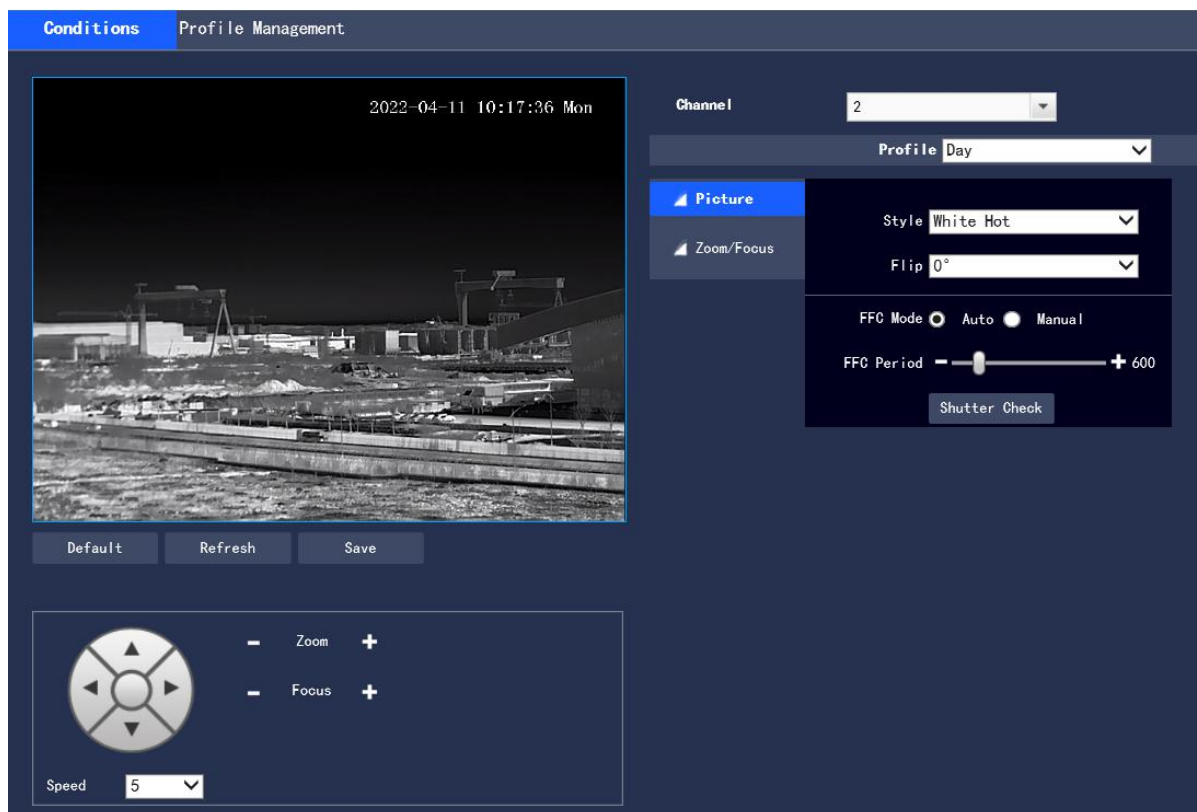 Conditions Profile Management
2022-04-11 10:17:36 Mon
Channel 2
Profile Day
Picture
Zoom/Focus
Style White Hot
Flip 0°
FFC Mode Auto Manual
FFC Period - + 600
Shutter Check
Default Refresh Save
- Zoom +
- Focus +
Speed 5